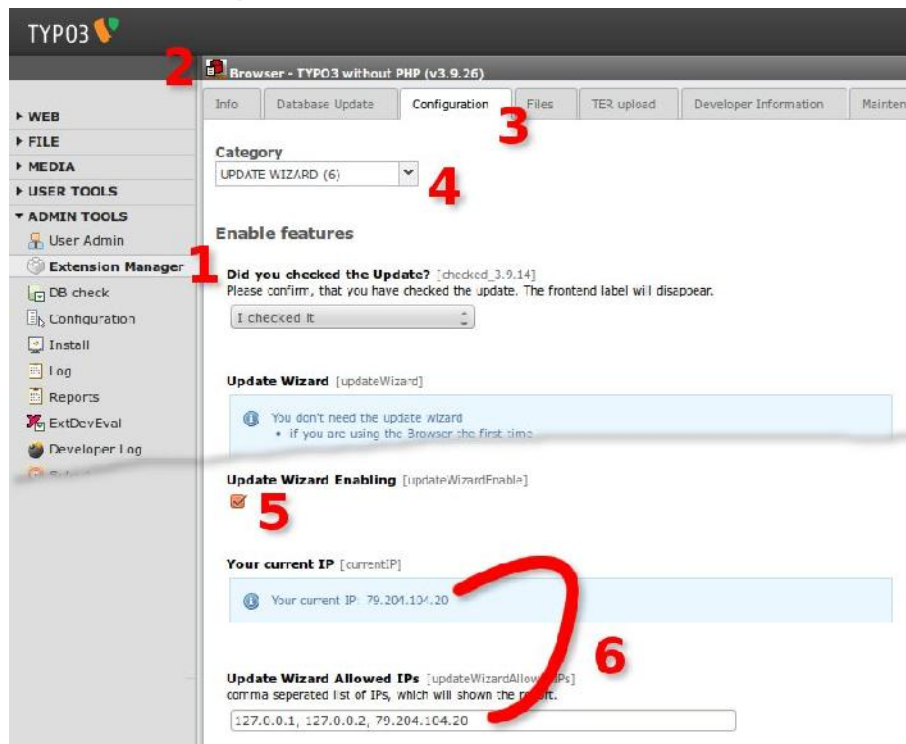 TYPO3
2
Browser - TYPO3 without PHP (v3.9.26)
Info Database Update Configuration Files TER upload Developer Information Mainten
3
WEB
FILE
MEDIA
USER TOOLS
ADMIN TOOLS
User Admin
Extension Manager
DB check
Configuration
Install
Log
Reports
ExtDevEval
Developer Log
1
Category
UPDATE WIZARD (6)
4
Enable features
Did you checked the Update? [checked_3.9.14]
Please confirm, that you have checked the update. The frontend label will disappear.
I checked it
Update Wizard [updateWizard]
You don't need the update wizard
• if you are using the Browser the first time
Update Wizard Enabling [updateWizardEnable]
5
Your current IP [currentIP]
Your current IP: 79.204.104.20
6
Update Wizard Allowed IPs
comma seperated list of IPs, which will shown the
127.0.0.1, 127.0.0.2, 79.204.104.20